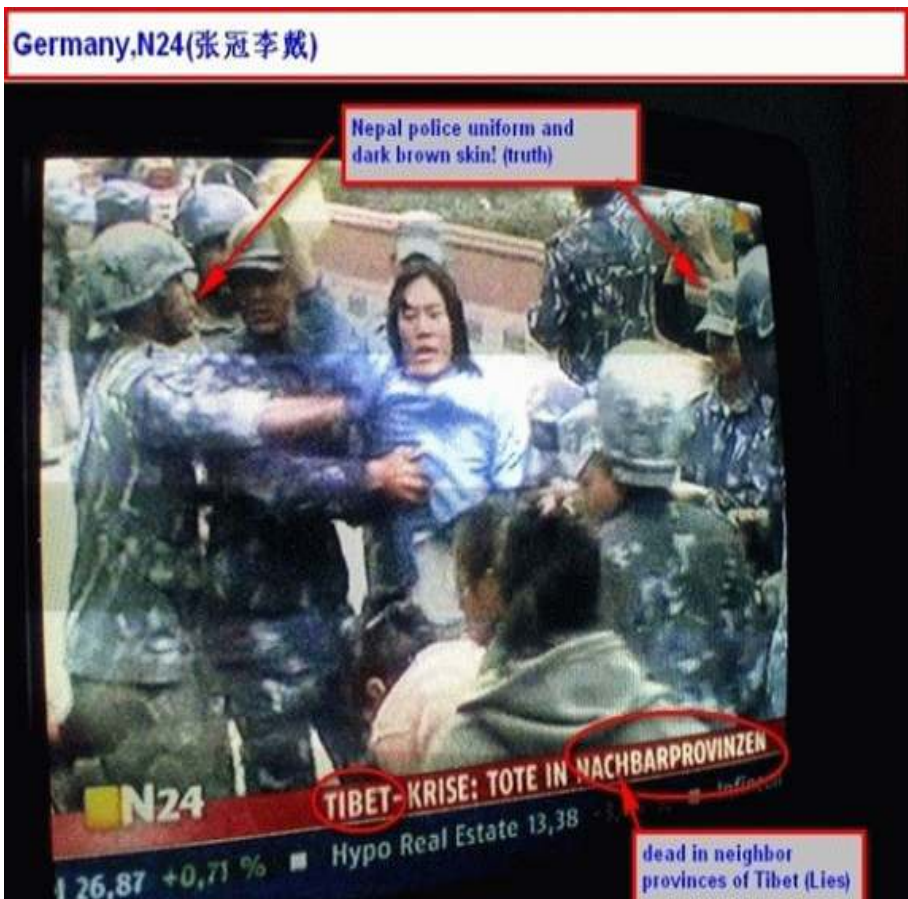 Germany,N24(张冠李戴)
Nepal police uniform and
dark brown skin! (truth)
N24
TIBET-KRISE: TOTE IN NACHBARPROVINZEN
26,87 +0,71 % Hypo Real Estate 13,38
dead in neighbor
provinces of Tibet (Lies)